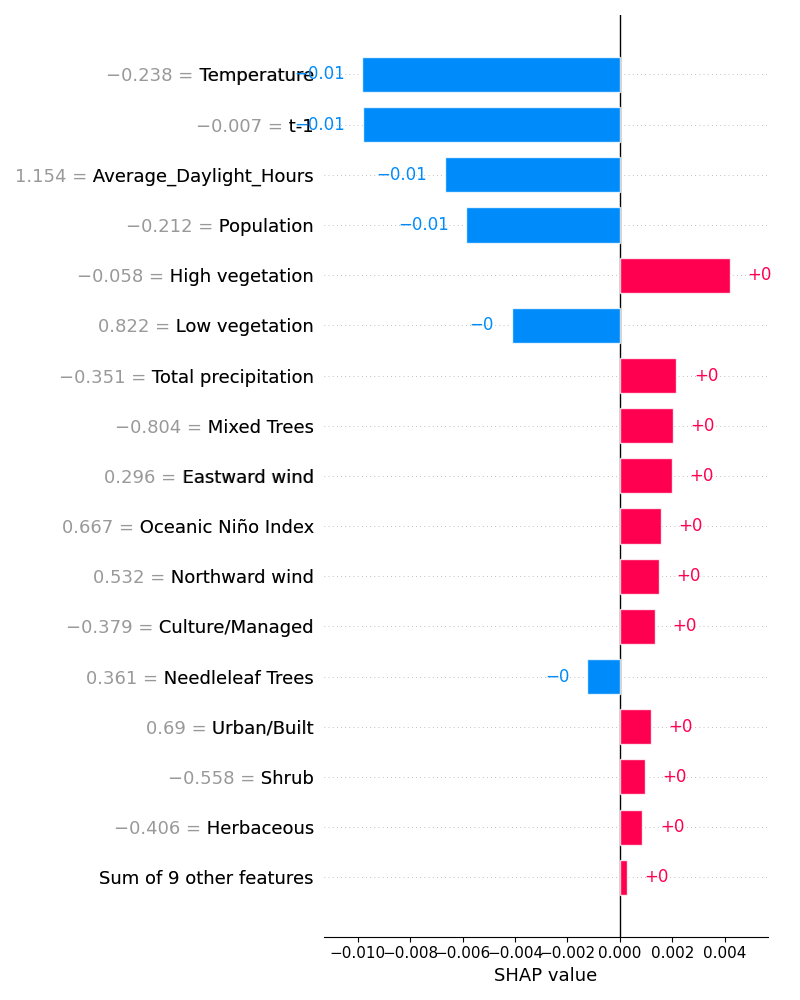 −0.238 = Temperature −0.01
−0.007 = t-1 −0.01
1.154 = Average_Daylight_Hours −0.01
−0.212 = Population −0.01
−0.058 = High vegetation +0
0.822 = Low vegetation −0
−0.351 = Total precipitation +0
−0.804 = Mixed Trees +0
0.296 = Eastward wind +0
0.667 = Oceanic Niño Index +0
0.532 = Northward wind +0
−0.379 = Culture/Managed +0
0.361 = Needleleaf Trees −0
0.69 = Urban/Built +0
−0.558 = Shrub +0
−0.406 = Herbaceous +0
Sum of 9 other features +0
−0.010 −0.008 −0.006 −0.004 −0.002 0.000 0.002 0.004
SHAP value